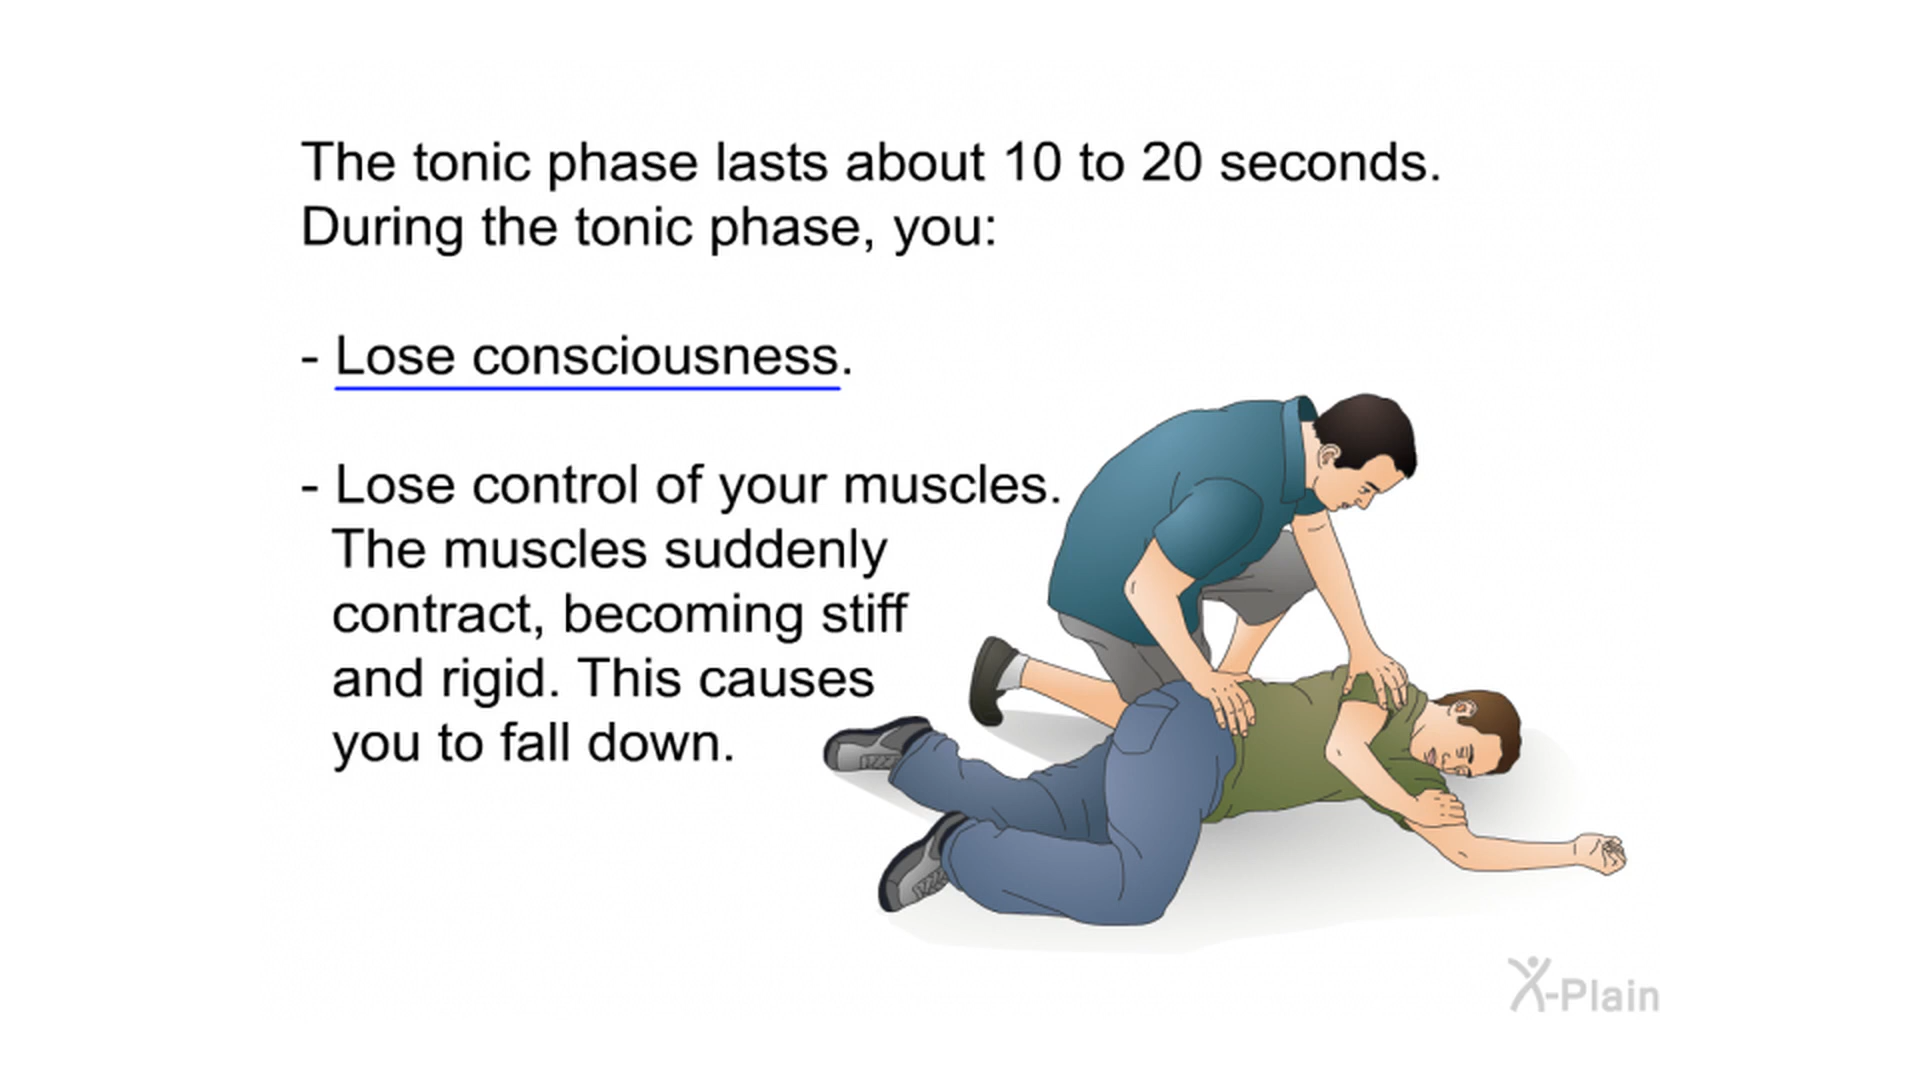 The tonic phase lasts about 10 to 20 seconds.
During the tonic phase, you:
- Lose consciousness.
- Lose control of your muscles.
The muscles suddenly
contract, becoming stiff
and rigid. This causes
you to fall down.
X-Plain